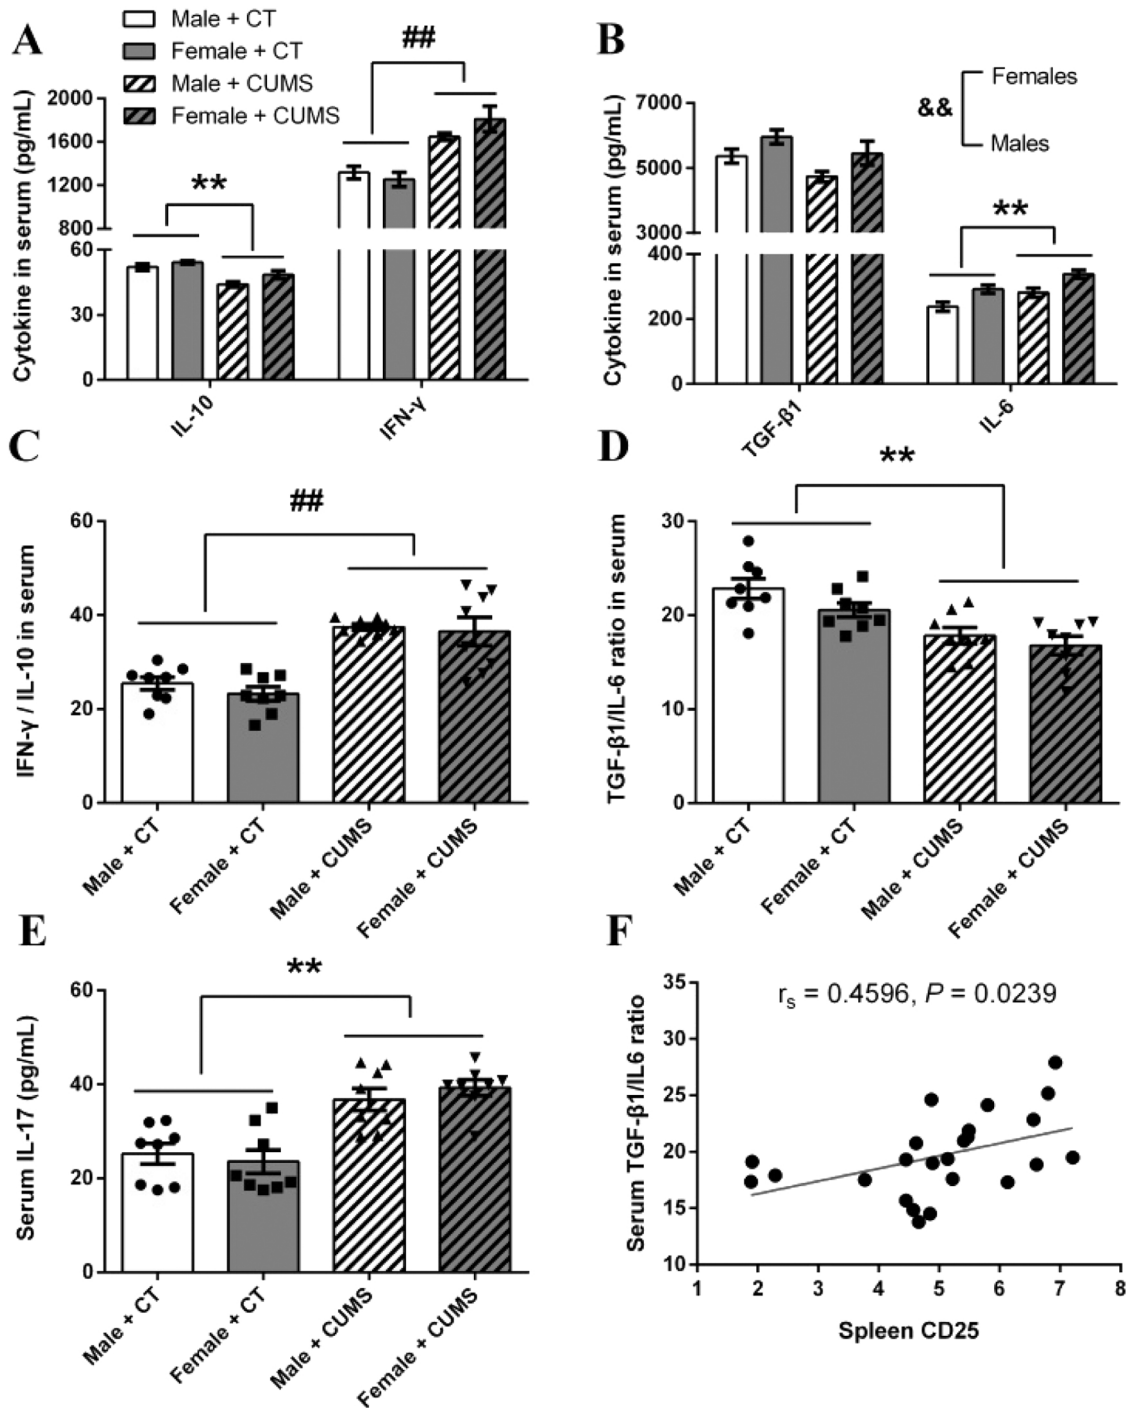 A
Male + CT
Female + CT
Male + CUMS
Female + CUMS
##
**
Cytokine in serum (pg/mL)
2000
1600
1200
800
60
30
0
IL-10
IFN-γ
B
Females
&&
Males
**
Cytokine in serum (pg/mL)
7000
5000
3000
400
200
0
TGF-β1
IL-6
C
##
IFN-γ / IL-10 in serum
60
40
20
0
Male + CT
Female + CT
Male + CUMS
Female + CUMS
D
**
TGF-β1/IL-6 ratio in serum
30
20
10
0
Male + CT
Female + CT
Male + CUMS
Female + CUMS
E
**
Serum IL-17 (pg/mL)
60
40
20
0
Male + CT
Female + CT
Male + CUMS
Female + CUMS
F
rs = 0.4596, P = 0.0239
Serum TGF-β1/IL6 ratio
35
30
25
20
15
10
1 2 3 4 5 6 7 8
Spleen CD25